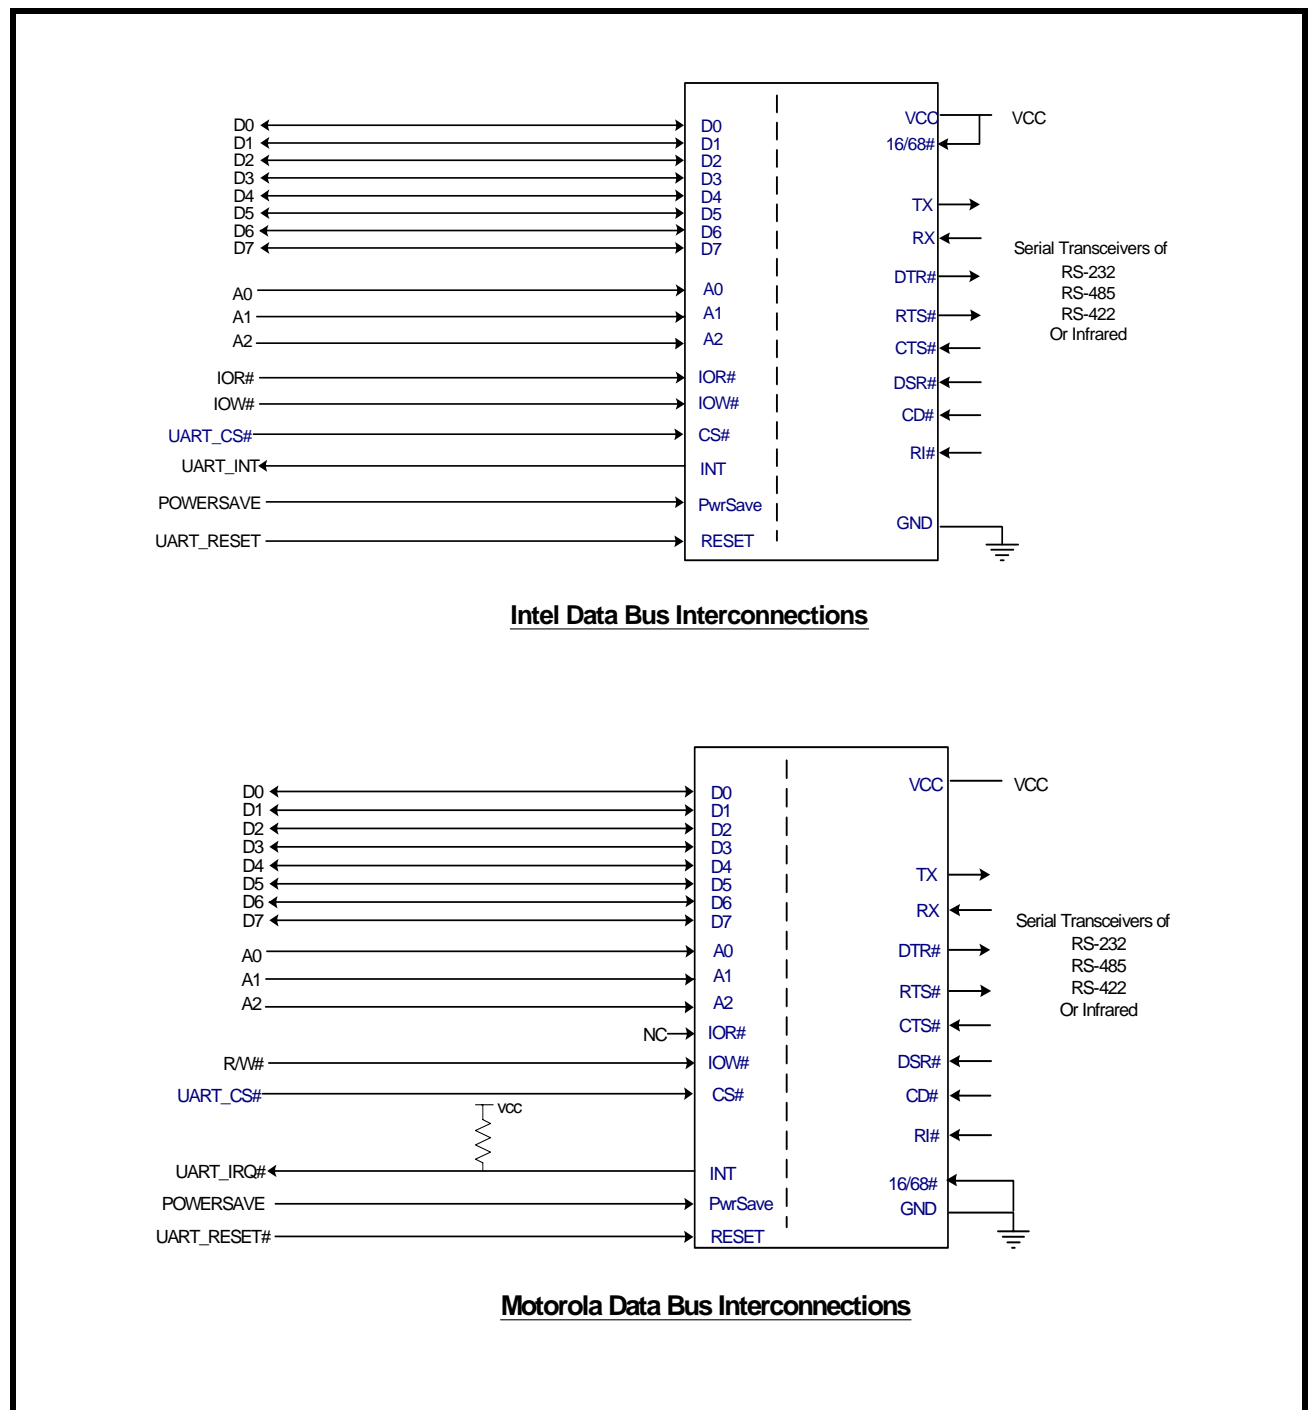 D0 D0 VCC VCC
D1 D1 16/68#
D2 D2
D3 D3
D4 D4 TX
D5 D5
D6 D6 RX
D7 D7
Serial Transceivers of
RS-232
RS-485
RS-422
Or Infrared
DTR#
A0 A0
A1 A1 RTS#
A2 A2 CTS#
IOR# IOR# DSR#
IOW# IOW# CD#
UART_CS# CS#
UART_INT INT RI#
POWERSAVE PwrSave
GND
UART_RESET RESET
Intel Data Bus Interconnections
D0 D0 VCC VCC
D1 D1
D2 D2
D3 D3
D4 D4 TX
D5 D5
D6 D6 RX
D7 D7
Serial Transceivers of
RS-232
RS-485
RS-422
Or Infrared
A0 A0 DTR#
A1 A1 RTS#
A2 A2
NC IOR# CTS#
R/W# IOW# DSR#
UART_CS# CS# CD#
VCC
RI#
UART_IRQ# INT
16/68#
POWERSAVE PwrSave GND
UART_RESET# RESET
Motorola Data Bus Interconnections